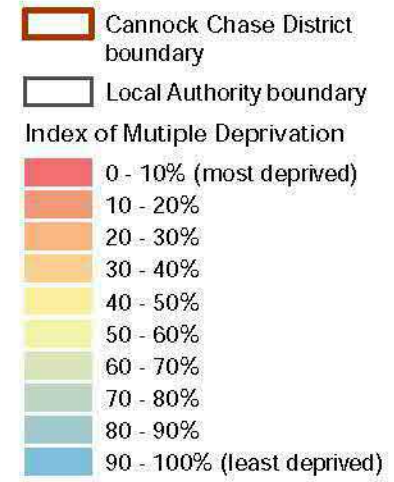 Cannock Chase District
boundary
Local Authority boundary
Index of Mutiple Deprivation
0 - 10% (most deprived)
10 - 20%
20 - 30%
30 - 40%
40 - 50%
50 - 60%
60 - 70%
70 - 80%
80 - 90%
90 - 100% (least deprived)